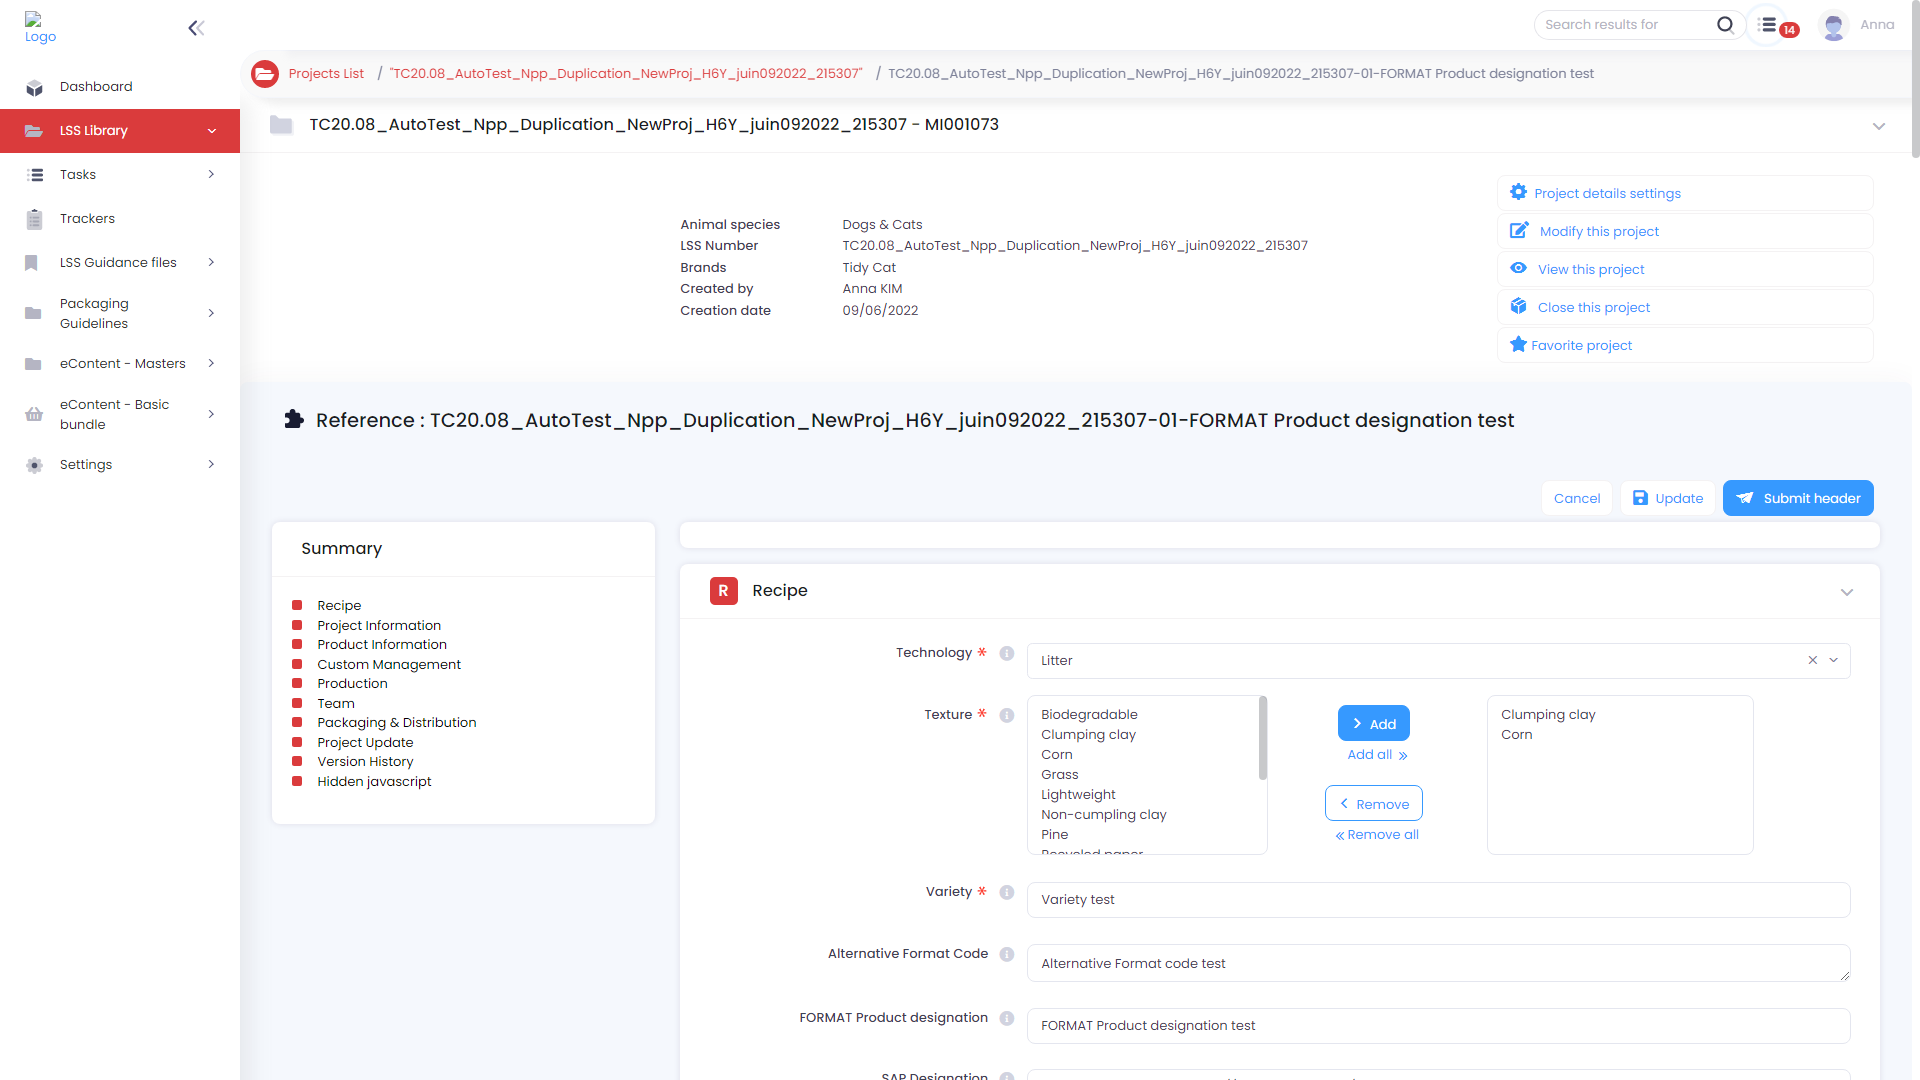 Logo
Search results for
14
Anna
Dashboard
LSS Library
Tasks
Trackers
LSS Guidance files
Packaging
Guidelines
eContent - Masters
eContent - Basic
bundle
Settings
Projects List / "TC20.08_AutoTest_Npp_Duplication_NewProj_H6Y_juin092022_215307" / TC20.08_AutoTest_Npp_Duplication_NewProj_H6Y_juin092022_215307-01-FORMAT Product designation test
TC20.08_AutoTest_Npp_Duplication_NewProj_H6Y_juin092022_215307 - MI001073
Animal species Dogs & Cats
LSS Number TC20.08_AutoTest_Npp_Duplication_NewProj_H6Y_juin092022_215307
Brands Tidy Cat
Created by Anna KIM
Creation date 09/06/2022
Project details settings
Modify this project
View this project
Close this project
Favorite project
Reference : TC20.08_AutoTest_Npp_Duplication_NewProj_H6Y_juin092022_215307-01-FORMAT Product designation test
Cancel
Update
Submit header
Summary
Recipe
Project Information
Product Information
Custom Management
Production
Team
Packaging & Distribution
Project Update
Version History
Hidden javascript
R Recipe
Technology * Litter
Texture *
Biodegradable
Clumping clay
Corn
Grass
Lightweight
Non-cumpling clay
Pine
Recycled paper
Add
Add all
Remove
Remove all
Clumping clay
Corn
Variety * Variety test
Alternative Format Code Alternative Format code test
FORMAT Product designation FORMAT Product designation test
SAP Designation